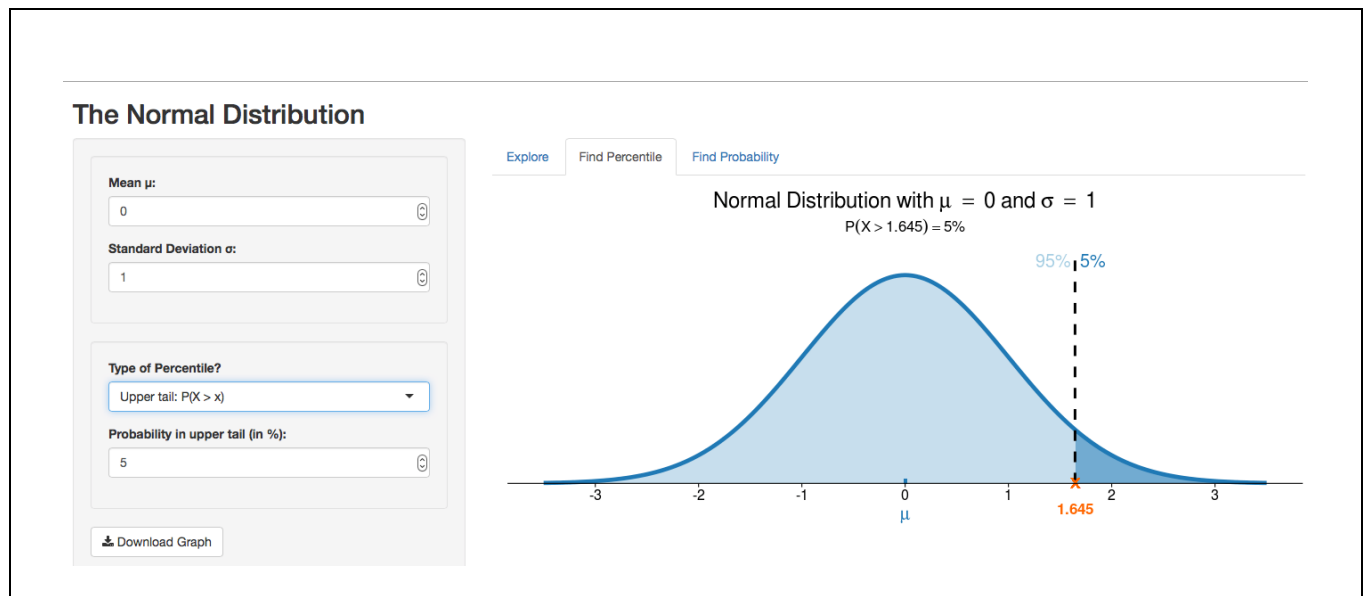 The Normal Distribution
Mean μ:
0
Standard Deviation σ:
1
Type of Percentile?
Upper tail: P(X > x)
Probability in upper tail (in %):
5
Download Graph
Explore Find Percentile Find Probability
Normal Distribution with μ = 0 and σ = 1
P(X > 1.645) = 5%
95% 5%
-3 -2 -1 0 1 2 3
μ 1.645